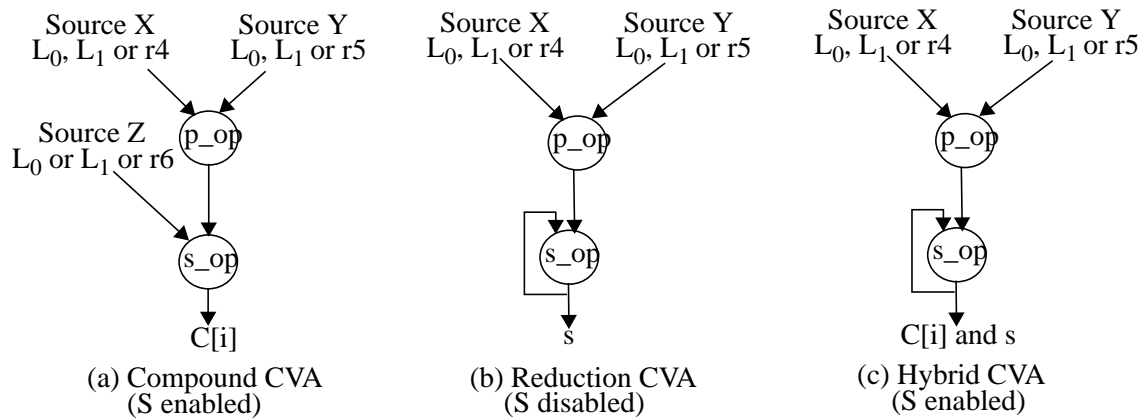 Source X
L0, L1 or r4
Source Y
L0, L1 or r5
p_op
Source Z
L0 or L1 or r6
s_op
C[i]
(a) Compound CVA
(S enabled)
Source X
L0, L1 or r4
Source Y
L0, L1 or r5
p_op
s_op
s
(b) Reduction CVA
(S disabled)
Source X
L0, L1 or r4
Source Y
L0, L1 or r5
p_op
s_op
C[i] and s
(c) Hybrid CVA
(S enabled)